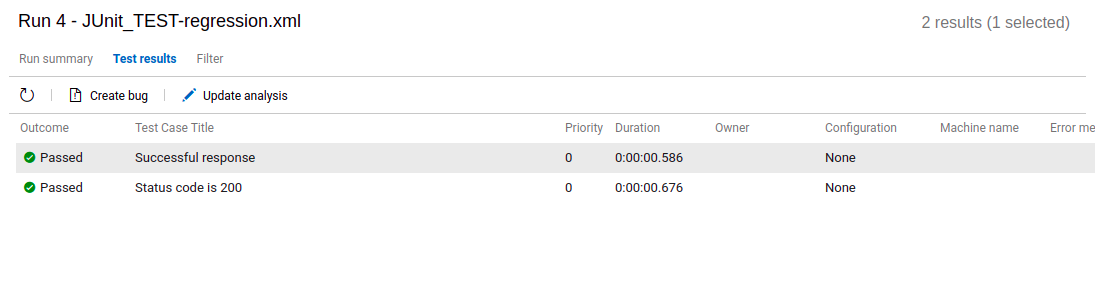 Run 4 - JUnit_TEST-regression.xml
2 results (1 selected)
Run summary Test results Filter
Create bug Update analysis
Outcome Test Case Title Priority Duration Owner Configuration Machine name Error me
Passed Successful response 0 0:00:00.586 None
Passed Status code is 200 0 0:00:00.676 None